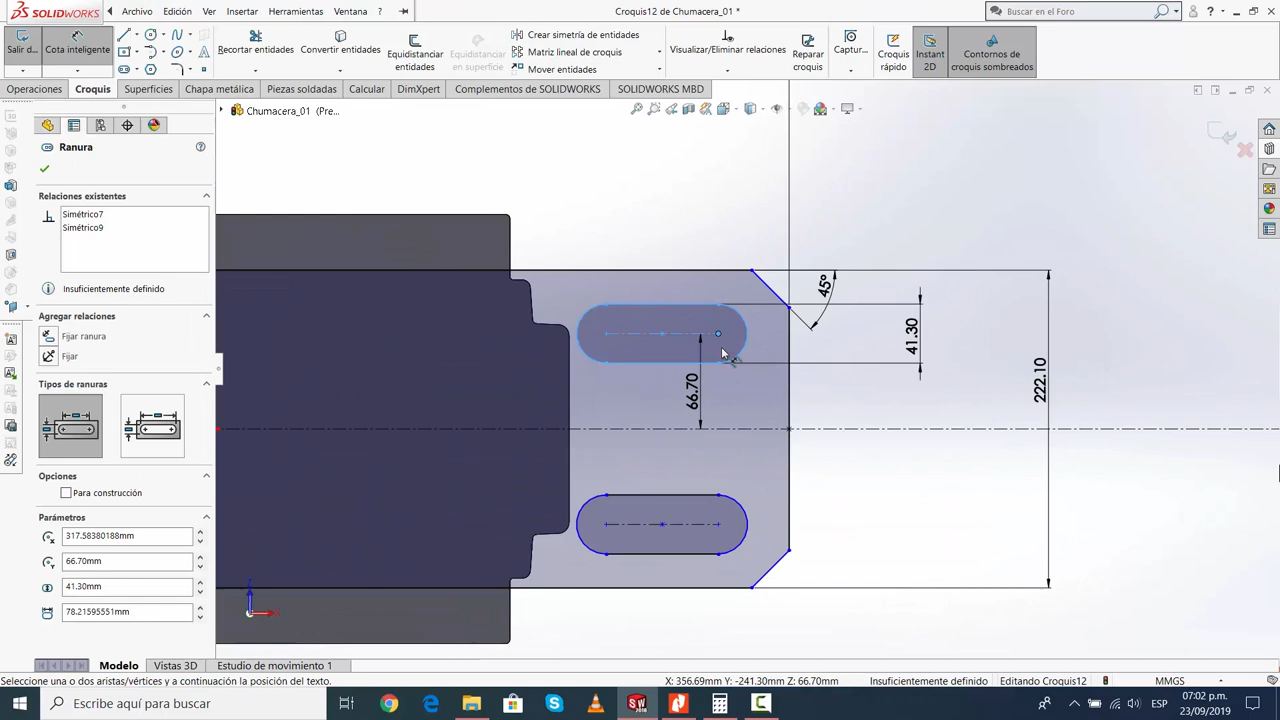 SOLIDWORKS
Archivo Edición Ver Insertar Herramientas Ventana ?
Croquis12 de Chumacera_01 *
Buscar en el Foro
Salir d...
Cota inteligente
Recortar entidades
Convertir entidades
Equidistanciar entidades
Equidistanciar en superficie
Crear simetría de entidades
Matriz lineal de croquis
Mover entidades
Visualizar/Eliminar relaciones
Reparar croquis
Captur...
Croquis rápido
Instant 2D
Contornos de croquis sombreados
Operaciones Croquis Superficies Chapa metálica Piezas soldadas Calcular DimXpert Complementos de SOLIDWORKS SOLIDWORKS MBD
Chumacera_01 (Pre...
Ranura
Relaciones existentes
Simétrico7
Simétrico9
Insuficientemente definido
Agregar relaciones
Fijar ranura
Fijar
Tipos de ranuras
Opciones
Para construcción
Parámetros
317.58380188mm
66.70mm
41.30mm
78.21595551mm
45°
41.30
66.70
222.10
Modelo Vistas 3D Estudio de movimiento 1
Seleccione una o dos aristas/vértices y a continuación la posición del texto.
X: 356.69mm Y: -241.30mm Z: 66.70mm Insuficientemente definido Editando Croquis12 MMGS
Escribe aquí para buscar
ESP
07:02 p.m.
23/09/2019